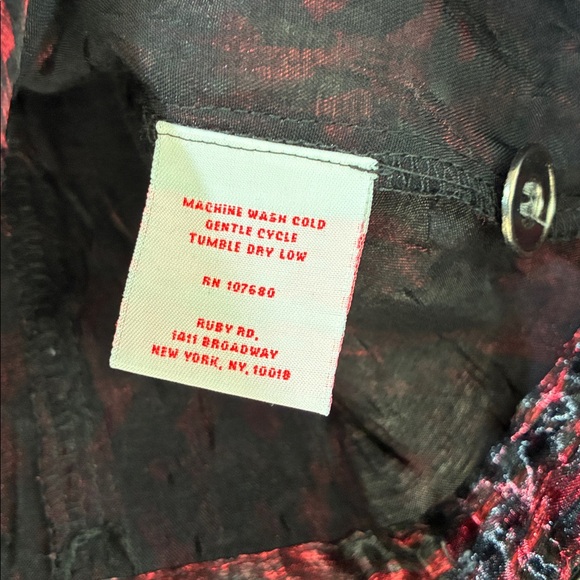 MACHINE WASH COLD
GENTLE CYCLE
TUMBLE DRY LOW
RN 107680
RUBY RD.
1411 BROADWAY
NEW YORK, NY, 10018